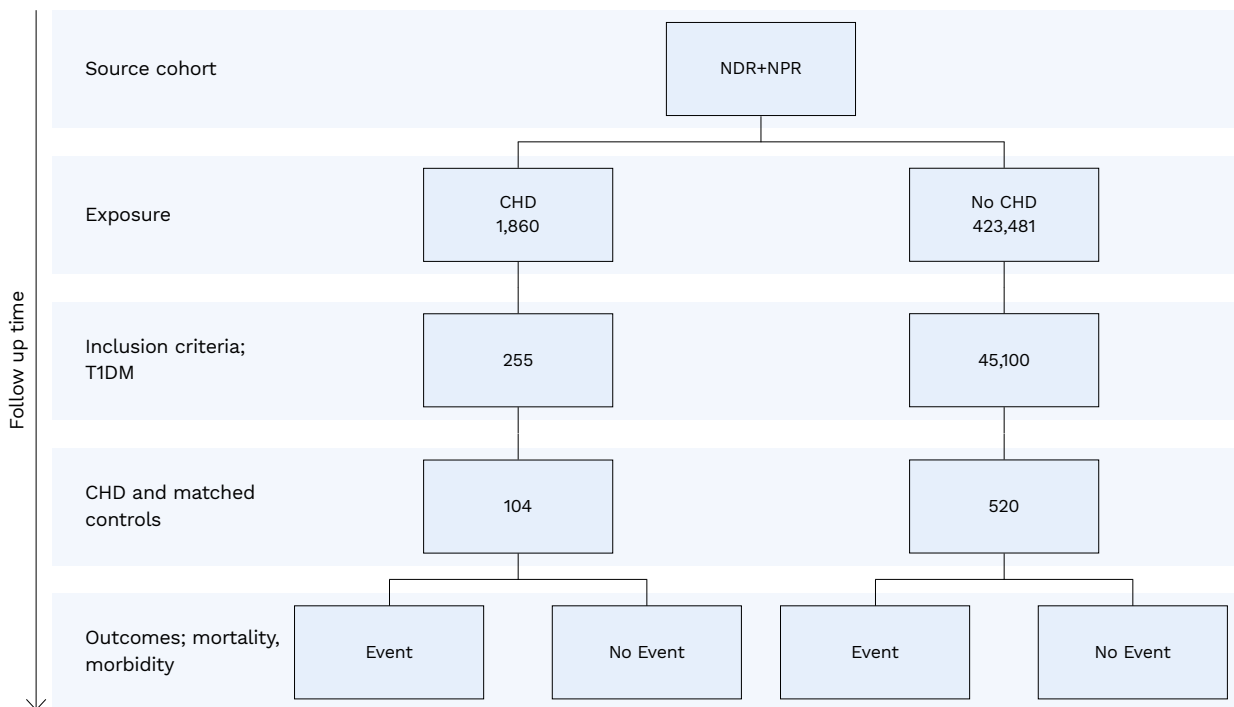 Follow up time
Source cohort
NDR+NPR
Exposure
CHD
1,860
No CHD
423,481
Inclusion criteria;
T1DM
255
45,100
CHD and matched
controls
104
520
Outcomes; mortality,
morbidity
Event
No Event
Event
No Event